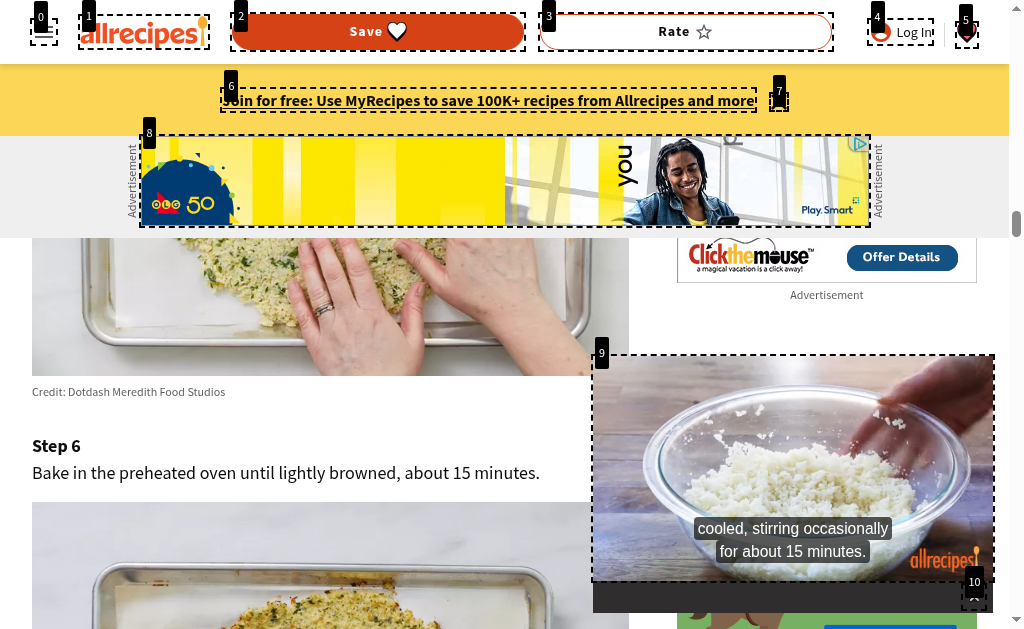 0
1
2
3
4
5
allrecipes
Save
Rate
Log In
6
7
Join for free: Use MyRecipes to save 100K+ recipes from Allrecipes and more
8
Advertisement
OLG 50
you
Play. Smart
Advertisement
Clickthemouse™
a magical vacation is a click away!
Offer Details
Advertisement
9
Credit: Dotdash Meredith Food Studios
Step 6
Bake in the preheated oven until lightly browned, about 15 minutes.
cooled, stirring occasionally
for about 15 minutes.
allrecipes
10